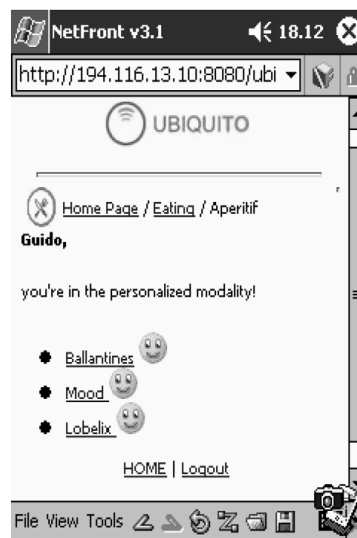 NetFront v3.1 18.12
http://194.116.13.10:8080/ubi
UBIQUITO
Home Page / Eating / Aperitif
Guido,
you're in the personalized modality!
Ballantines
Mood
Lobelix
HOME | Logout
File View Tools